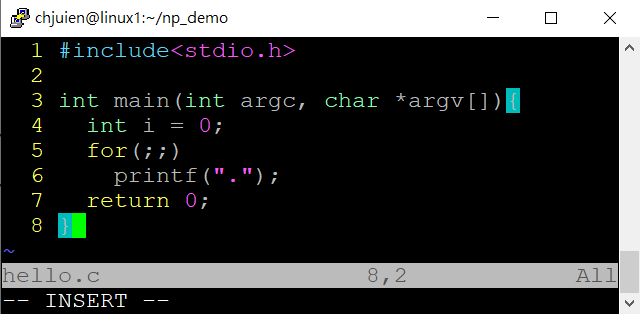 chjuien@linux1:~/np_demo
1 #include<stdio.h>
2
3 int main(int argc, char *argv[]){
4   int i = 0;
5   for(;;)
6     printf(".");
7   return 0;
8 }
~
hello.c 8,2 All
-- INSERT --